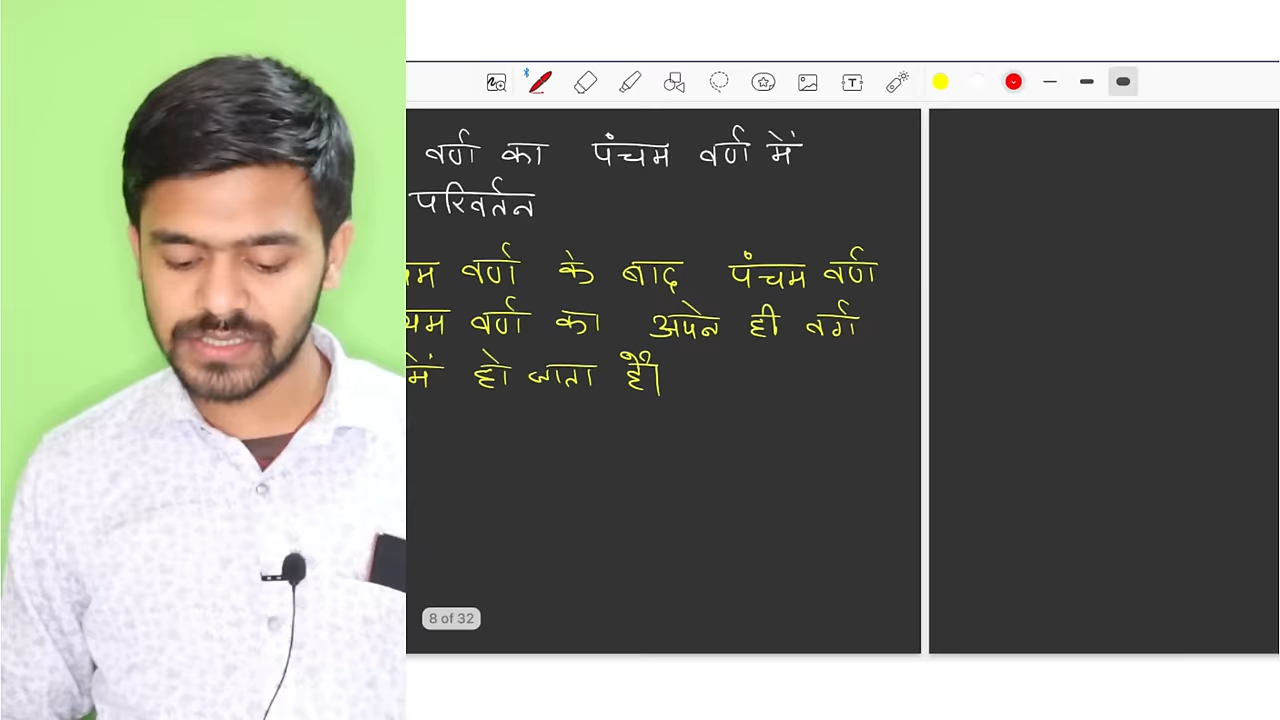 वर्ण का पंचम वर्ण में
परिवर्तन
वर्ण के बाद पंचम वर्ण
वर्ण का अपने ही वर्ग
में हो जाता है।
8 of 32